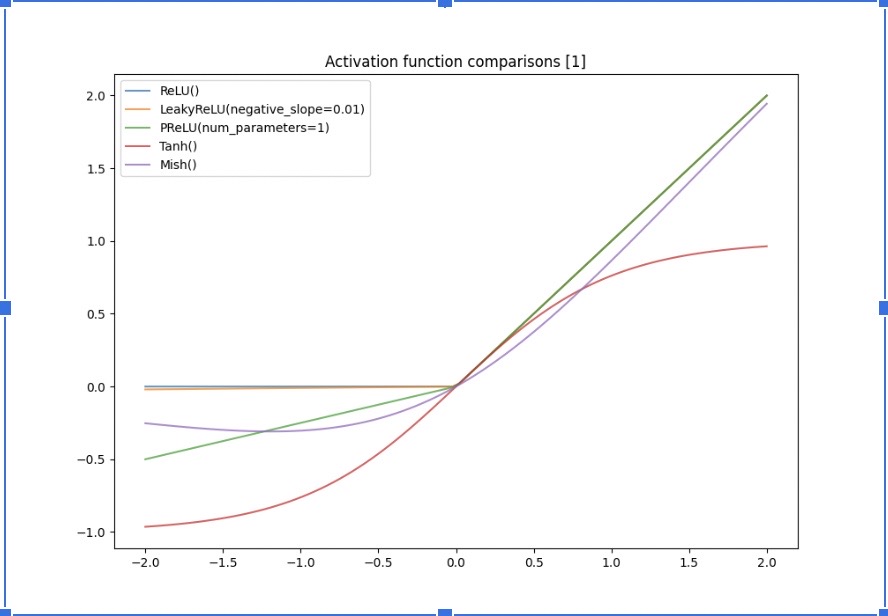 Activation function comparisons [1]
ReLU()
LeakyReLU(negative_slope=0.01)
PReLU(num_parameters=1)
Tanh()
Mish()
2.0
1.5
1.0
0.5
0.0
−0.5
−1.0
−2.0 −1.5 −1.0 −0.5 0.0 0.5 1.0 1.5 2.0